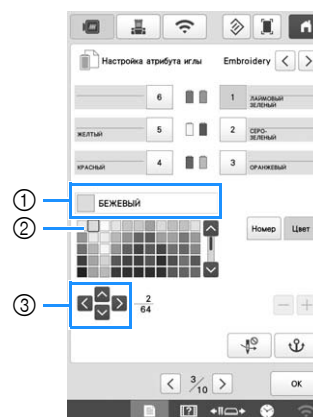 Настройка атрибута иглы
Embroidery
6
1
ЛАЙМОВЫЙ
ЗЕЛЕНЫЙ
ЖЕЛТЫЙ
5
2
СЕРО-
ЗЕЛЕНЫЙ
КРАСНЫЙ
4
3
ОРАНЖЕВЫЙ
1
БЕЖЕВЫЙ
2
Номер
Цвет
3
2
64
3/10
OK